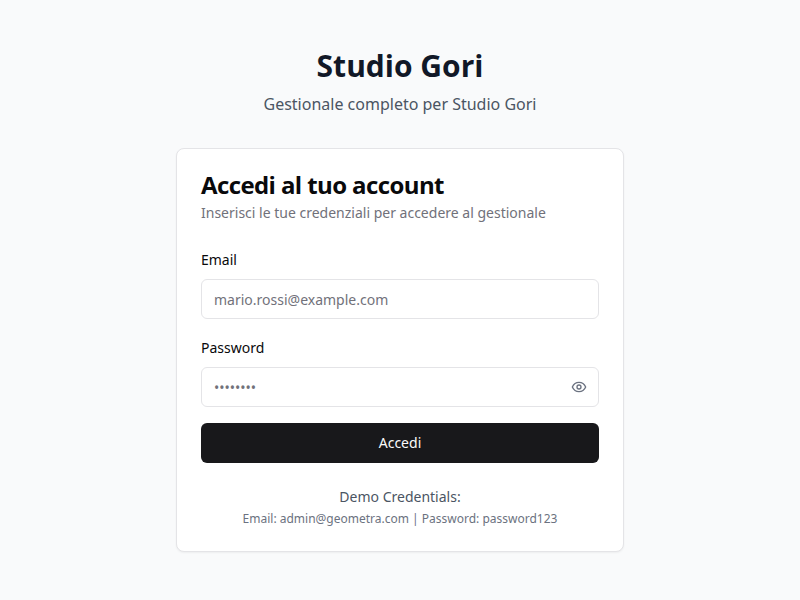 Studio Gori
Gestionale completo per Studio Gori
Accedi al tuo account
Inserisci le tue credenziali per accedere al gestionale
Email
mario.rossi@example.com
Password
••••••••
Accedi
Demo Credentials:
Email: admin@geometra.com | Password: password123